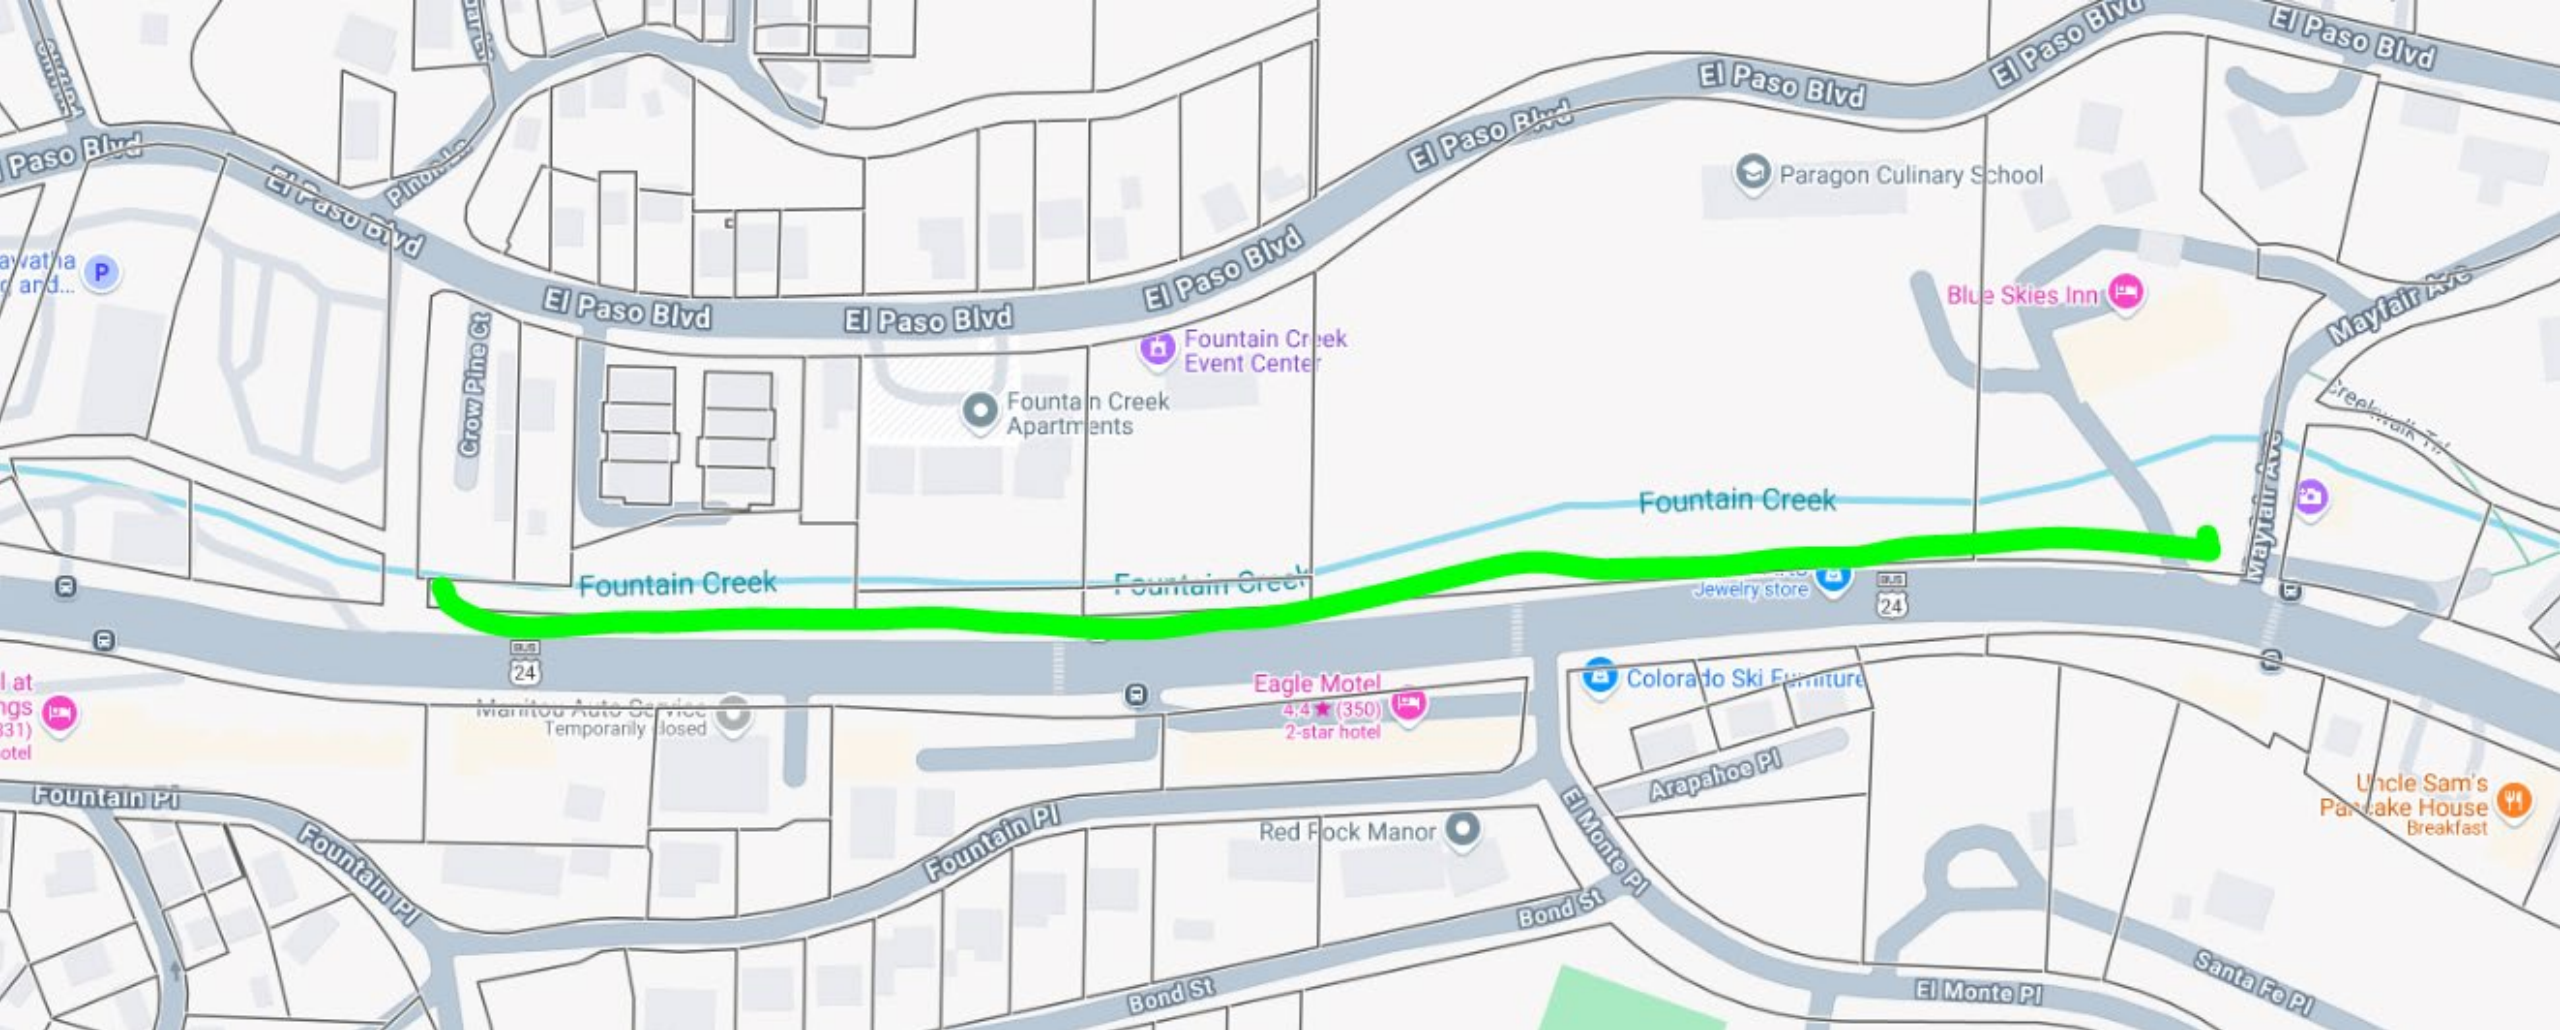 El Paso Blvd
El Paso Blvd
El Paso Blvd
El Paso Blvd
Paso Blvd
El Paso Blvd
El Paso Blvd
El Paso Blvd
El Paso Blvd
Paragon Culinary School
P
Blue Skies Inn
Mayfair Ave
Crow Pine Ct
Fountain Creek
Event Center
Fountain Creek
Apartments
Mayfair Ave
Fountain Creek
Fountain Creek
Fountain Creek
Jewelry store
BUS
24
BUS
24
Eagle Motel
4.4★(350)
2-star hotel
Colorado Ski Furniture
Manitou Auto Service
Temporarily closed
Arapahoe Pl
Fountain Pl
Fountain Pl
Fountain Pl
Red Rock Manor
El Monte Pl
Uncle Sam's
Pancake House
Breakfast
Bond St
Bond St
El Monte Pl
Santa Fe Pl